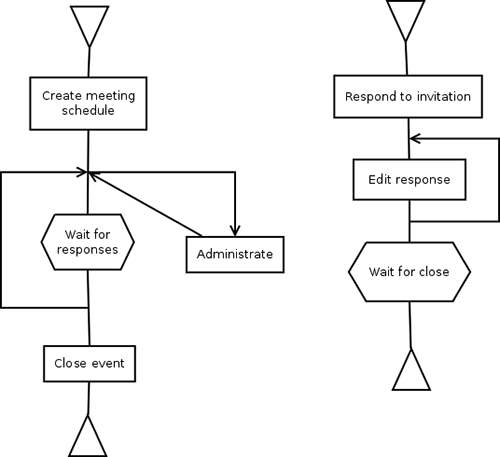 Create meeting
schedule
Wait for
responses
Administrate
Close event
Respond to invitation
Edit response
Wait for close